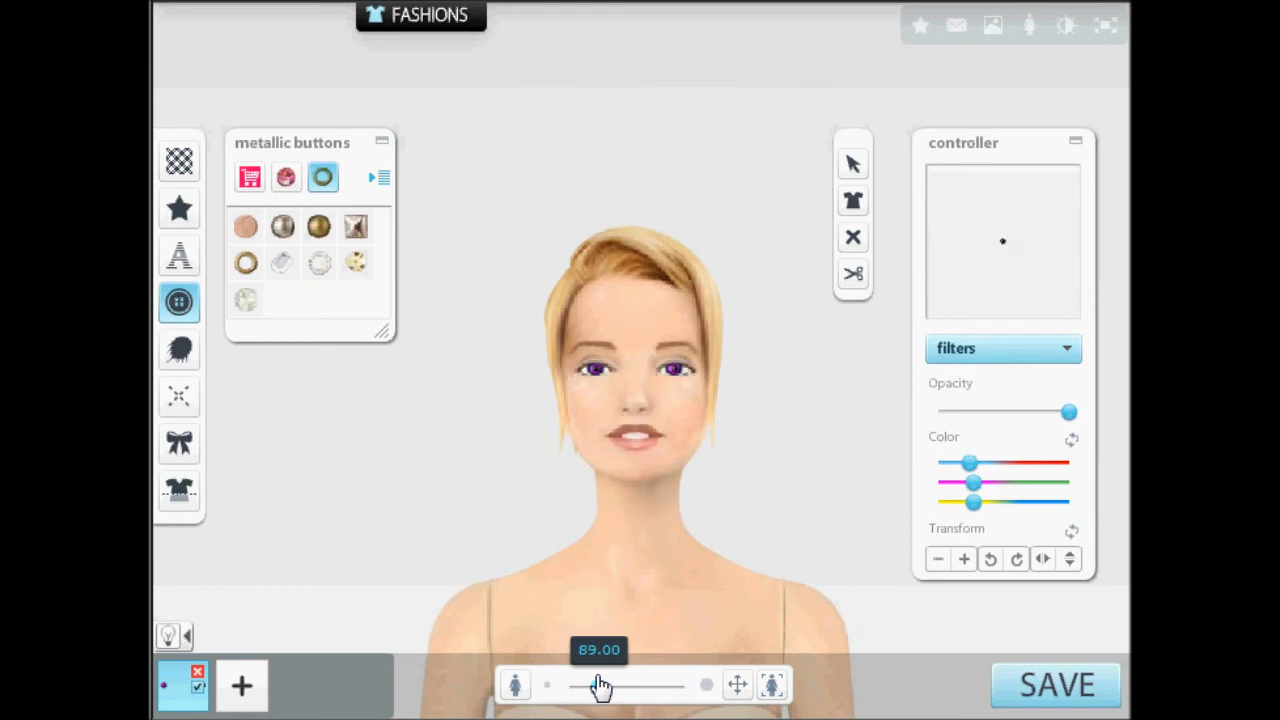 FASHIONS
metallic buttons
controller
filters
Opacity
Color
Transform
89.00
SAVE